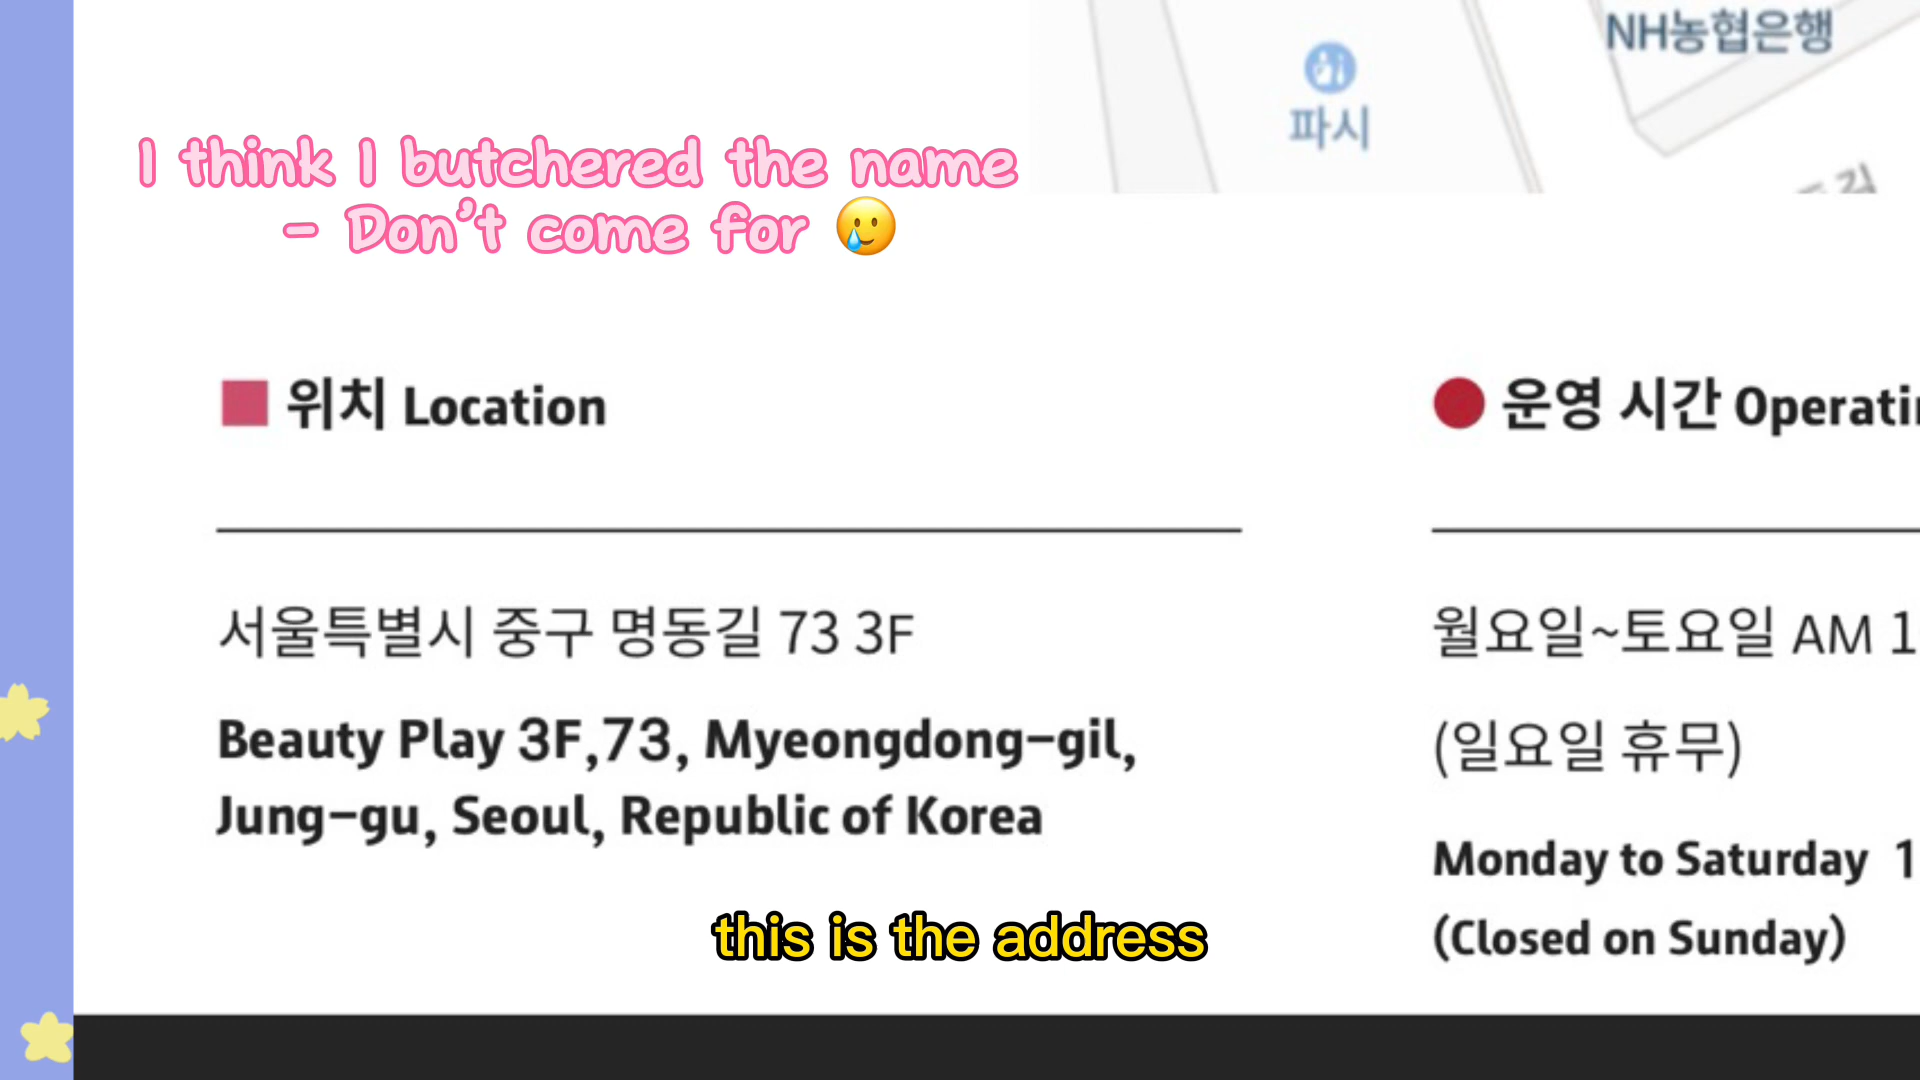 NH농협은행
파시
I think I butchered the name
- Don't come for 🥲
위치 Location
서울특별시 중구 명동길 73 3F
Beauty Play 3F,73, Myeongdong-gil,
Jung-gu, Seoul, Republic of Korea
운영 시간 Operatin
월요일~토요일 AM 1
(일요일 휴무)
Monday to Saturday 1
(Closed on Sunday)
this is the address